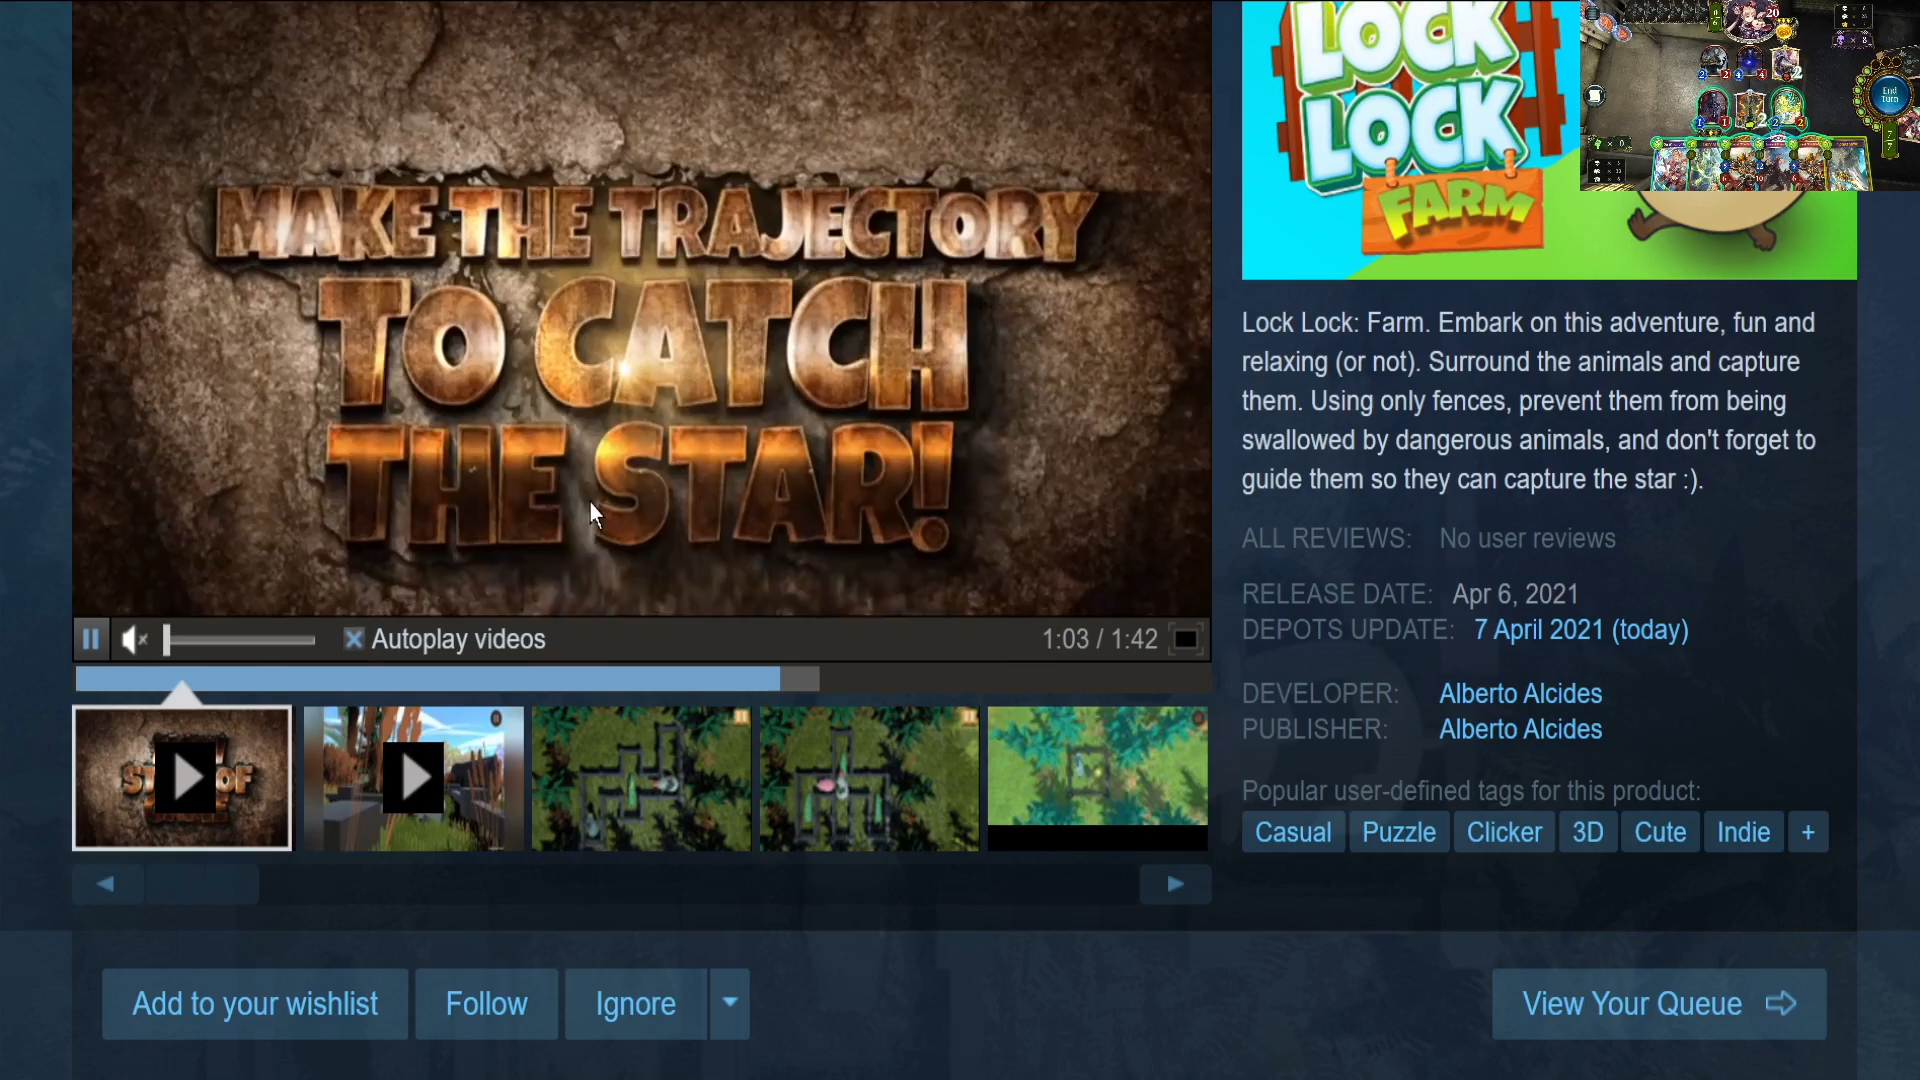 MAKE THE TRAJECTORY
TO CATCH
THE STAR!
Autoplay videos
1:03 / 1:42
LOCK
LOCK
FARM
Lock Lock: Farm. Embark on this adventure, fun and
relaxing (or not). Surround the animals and capture
them. Using only fences, prevent them from being
swallowed by dangerous animals, and don't forget to
guide them so they can capture the star :).
ALL REVIEWS: No user reviews
RELEASE DATE: Apr 6, 2021
DEPOTS UPDATE: 7 April 2021 (today)
DEVELOPER: Alberto Alcides
PUBLISHER: Alberto Alcides
Popular user-defined tags for this product:
Casual Puzzle Clicker 3D Cute Indie +
Add to your wishlist
Follow
Ignore
View Your Queue
20
End
Turn